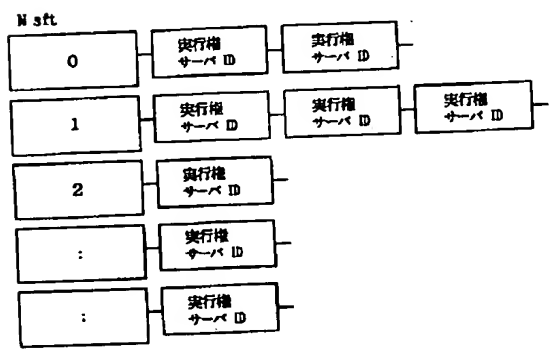 N sft
0
実行権
サーバ ID
実行権
サーバ ID
1
実行権
サーバ ID
実行権
サーバ ID
実行権
サーバ ID
2
実行権
サーバ ID
:
実行権
サーバ ID
:
実行権
サーバ ID